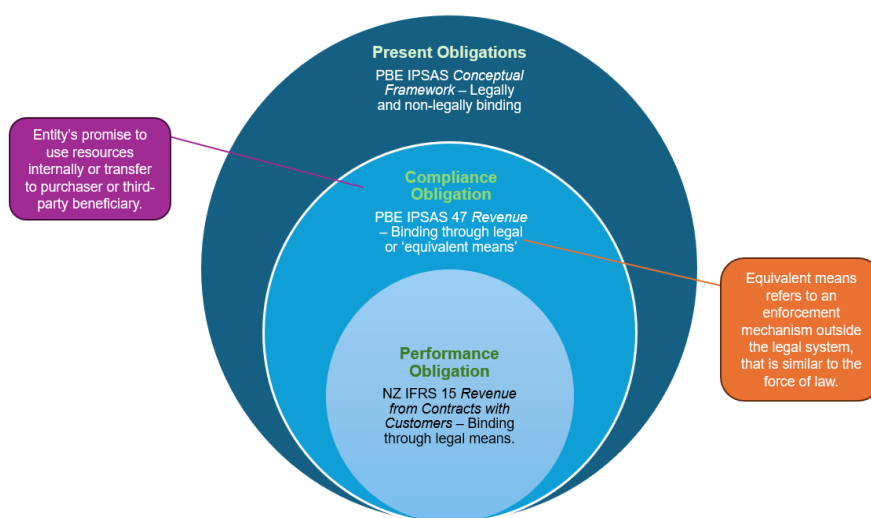 Present Obligations
PBE IPSAS Conceptual
Framework – Legally
and non-legally binding
Entity's promise to
use resources
internally or transfer
to purchaser or third-
party beneficiary.
Compliance
Obligation
PBE IPSAS 47 Revenue
– Binding through legal
or ‘equivalent means’
Equivalent means
refers to an
enforcement
mechanism outside
the legal system,
that is similar to the
force of law.
Performance
Obligation
NZ IFRS 15 Revenue
from Contracts with
Customers – Binding
through legal means.